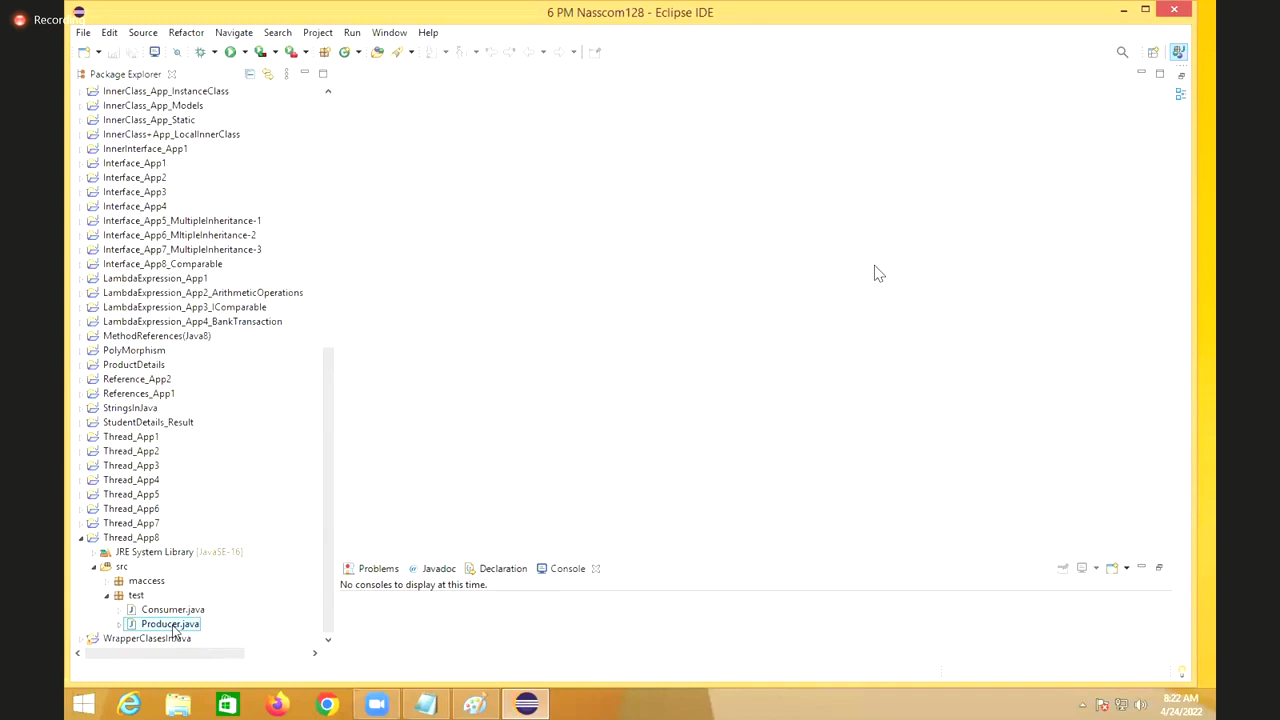 Recor
6 PM Nasscom128 - Eclipse IDE
File Edit Source Refactor Navigate Search Project Run Window Help
Package Explorer
InnerClass_App_InstanceClass
InnerClass_App_Models
InnerClass_App_Static
InnerClass+App_LocalInnerClass
InnerInterface_App1
Interface_App1
Interface_App2
Interface_App3
Interface_App4
Interface_App5_MultipleInheritance-1
Interface_App6_MltipleInheritance-2
Interface_App7_MultipleInheritance-3
Interface_App8_Comparable
LambdaExpression_App1
LambdaExpression_App2_ArithmeticOperations
LambdaExpression_App3_IComparable
LambdaExpression_App4_BankTransaction
MethodReferences(Java8)
PolyMorphism
ProductDetails
Reference_App2
References_App1
StringsInJava
StudentDetails_Result
Thread_App1
Thread_App2
Thread_App3
Thread_App4
Thread_App5
Thread_App6
Thread_App7
Thread_App8
JRE System Library [JavaSE-16]
src
maccess
test
Consumer.java
Producer.java
WrapperClasesInJava
Problems Javadoc Declaration Console
No consoles to display at this time.
8:22 AM
4/24/2022